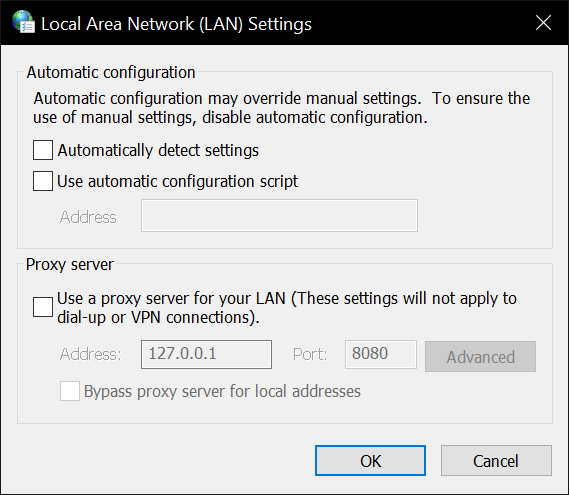 Local Area Network (LAN) Settings
Automatic configuration
Automatic configuration may override manual settings.  To ensure the
use of manual settings, disable automatic configuration.
Automatically detect settings
Use automatic configuration script
Address
Proxy server
Use a proxy server for your LAN (These settings will not apply to
dial-up or VPN connections).
Address: 127.0.0.1 Port: 8080 Advanced
Bypass proxy server for local addresses
OK Cancel